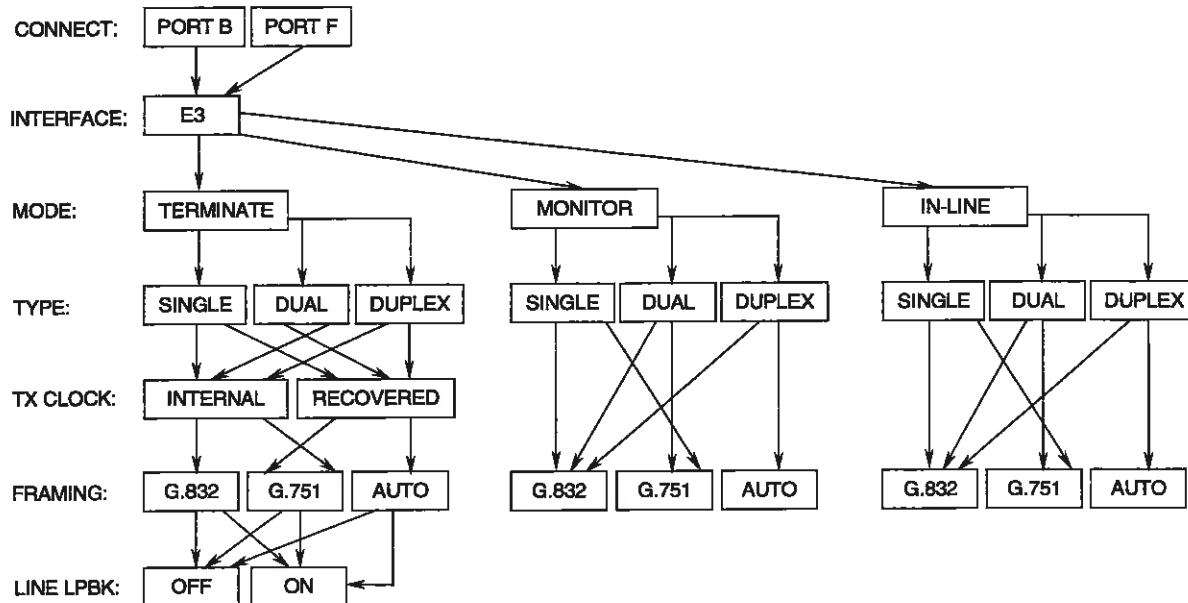 CONNECT: PORT B PORT F
INTERFACE: E3
MODE: TERMINATE MONITOR IN-LINE
TYPE: SINGLE DUAL DUPLEX SINGLE DUAL DUPLEX SINGLE DUAL DUPLEX
TX CLOCK: INTERNAL RECOVERED
FRAMING: G.832 G.751 AUTO G.832 G.751 AUTO G.832 G.751 AUTO
LINE LPBK: OFF ON